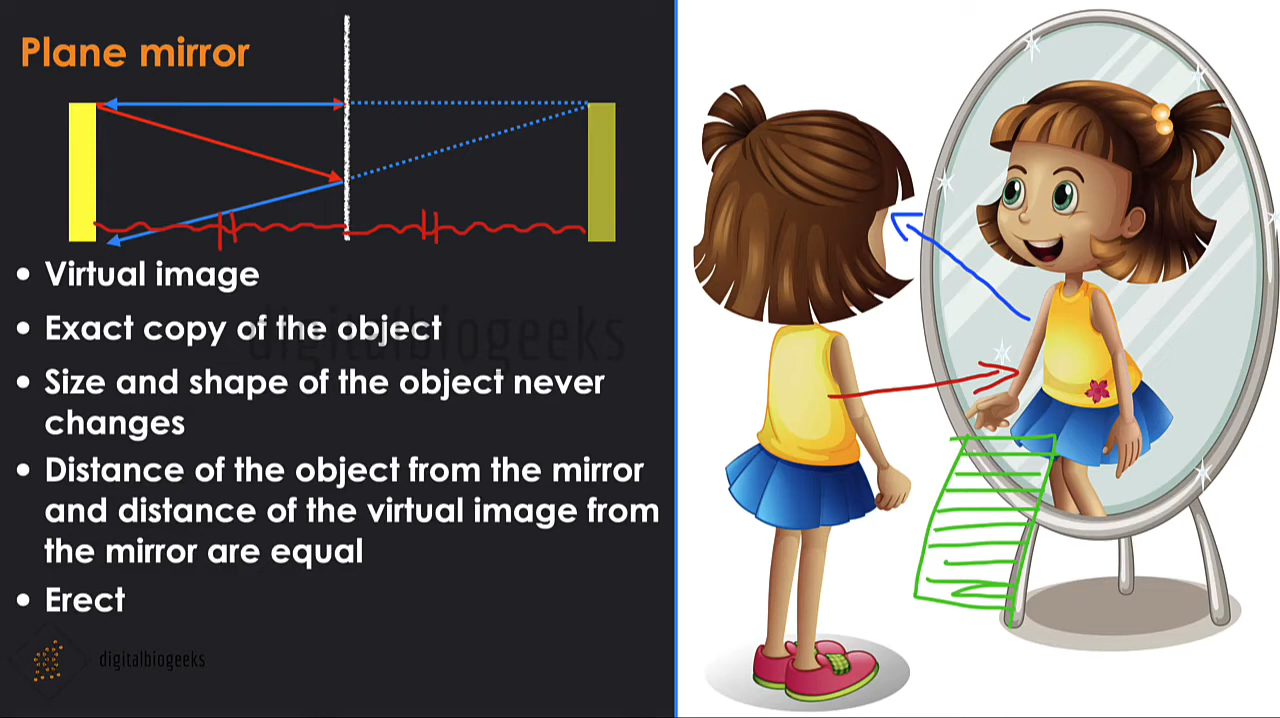 Plane mirror
• Virtual image
• Exact copy of the object
• Size and shape of the object never
changes
• Distance of the object from the mirror
and distance of the virtual image from
the mirror are equal
• Erect
digitalbiogeeks
digitalbiogeeks